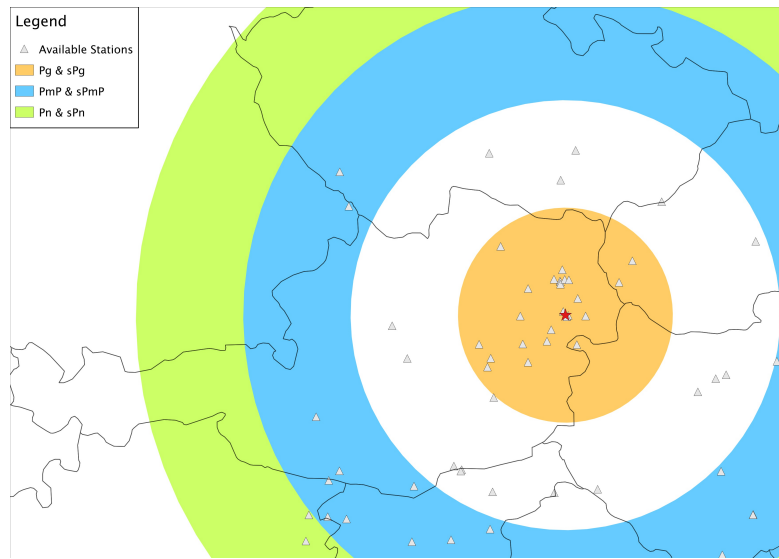 Legend
Available Stations
Pg & sPg
PmP & sPmP
Pn & sPn